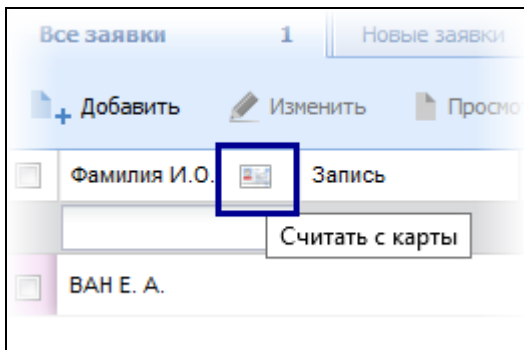 Все заявки 1 Новые заявки
Добавить Изменить Просмо
Фамилия И.О. Запись
Считать с карты
ВАН Е. А.